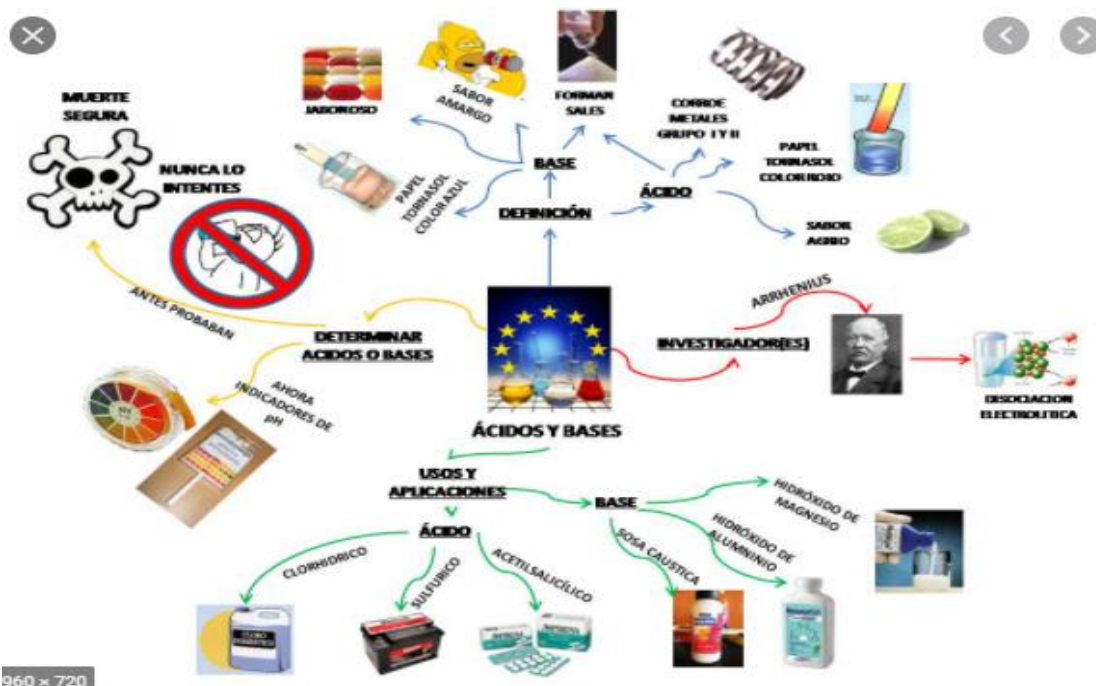 MUERTE
SEGURA
NUNCA LO
INTENTES
JABONOSO
SABOR
AMARGO
FORMAN
SALES
CORROE
METALES
GRUPO I Y II
PAPEL
TORNASOL
COLOR ROJO
PAPEL
TORNASOL
COLOR AZUL
BASE
ÁCIDO
DEFINICIÓN
SABOR
AGRIO
ANTES PROBABAN
DETERMINAR
ACIDOS O BASES
AHORA
INDICADORES DE
pH
INVESTIGADOR(ES)
ARRHENIUS
DISOCIACION
ELECTROLITICA
ÁCIDOS Y BASES
USOS Y
APLICACIONES
BASE
ÁCIDO
HIDRÓXIDO DE
MAGNESIO
HIDRÓXIDO DE
ALUMNINIO
SOSA CAUSTICA
CLORHIDRICO
SULFURICO
ACETILSALICÍLICO
CLORO
960 × 720